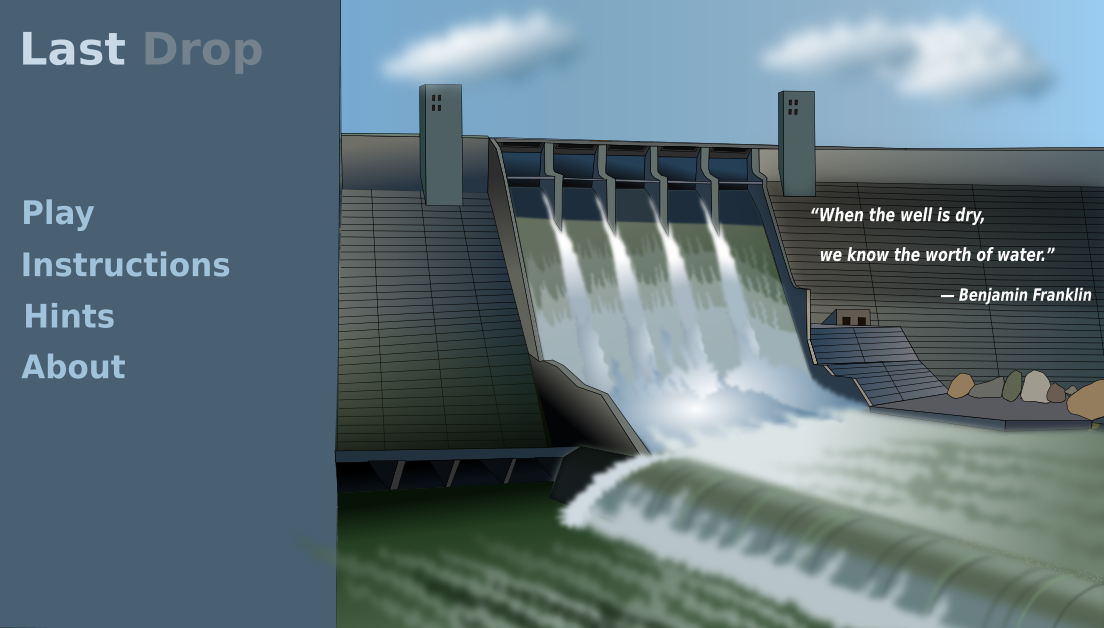 Last Drop
Play
Instructions
Hints
About
“When the well is dry,
we know the worth of water.”
— Benjamin Franklin